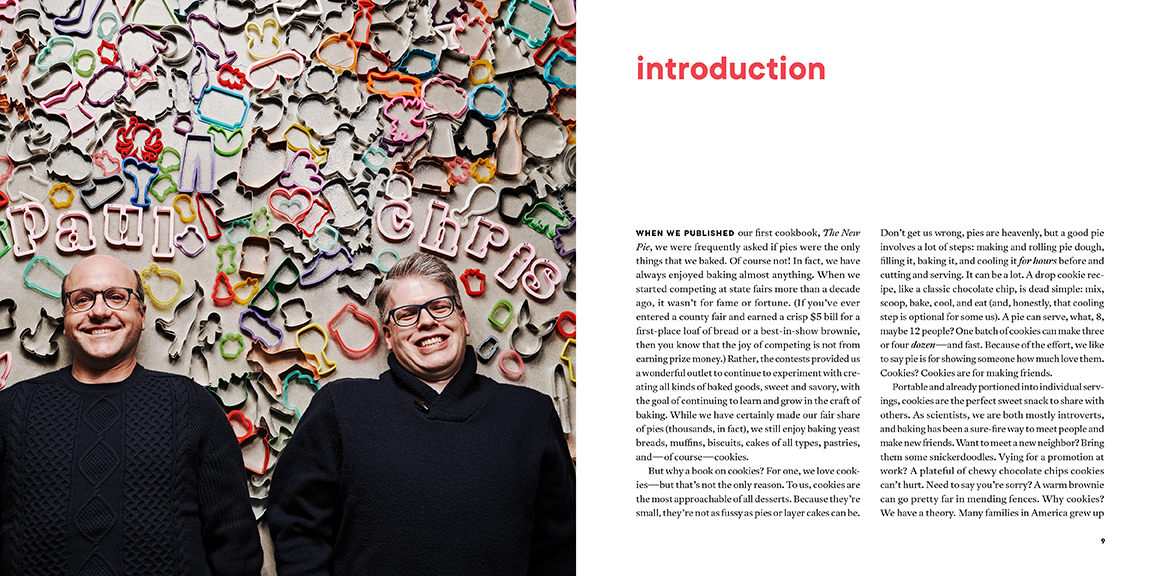 Paul
Chris
introduction
WHEN WE PUBLISHED our first cookbook, The New
Pie, we were frequently asked if pies were the only
things that we baked. Of course not! In fact, we have
always enjoyed baking almost anything. When we
started competing at state fairs more than a decade
ago, it wasn’t for fame or fortune. (If you’ve ever
entered a county fair and earned a crisp $5 bill for a
first-place loaf of bread or a best-in-show brownie,
then you know that the joy of competing is not from
earning prize money.) Rather, the contests provided us
a wonderful outlet to continue to experiment with cre-
ating all kinds of baked goods, sweet and savory, with
the goal of continuing to learn and grow in the craft of
baking. While we have certainly made our fair share
of pies (thousands, in fact), we still enjoy baking yeast
breads, muffins, biscuits, cakes of all types, pastries,
and—of course—cookies.
But why a book on cookies? For one, we love cook-
ies—but that’s not the only reason. To us, cookies are
the most approachable of all desserts. Because they’re
small, they’re not as fussy as pies or layer cakes can be.
Don’t get us wrong, pies are heavenly, but a good pie
involves a lot of steps: making and rolling pie dough,
filling it, baking it, and cooling it for hours before and
cutting and serving. It can be a lot. A drop cookie rec-
ipe, like a classic chocolate chip, is dead simple: mix,
scoop, bake, cool, and eat (and, honestly, that cooling
step is optional for some us). A pie can serve, what, 8,
maybe 12 people? One batch of cookies can make three
or four dozen—and fast. Because of the effort, we like
to say pie is for showing someone how much love them.
Cookies? Cookies are for making friends.
Portable and already portioned into individual serv-
ings, cookies are the perfect sweet snack to share with
others. As scientists, we are both mostly introverts,
and baking has been a sure-fire way to meet people and
make new friends. Want to meet a new neighbor? Bring
them some snickerdoodles. Vying for a promotion at
work? A plateful of chewy chocolate chips cookies
can’t hurt. Need to say you’re sorry? A warm brownie
can go pretty far in mending fences. Why cookies?
We have a theory. Many families in America grew up
9